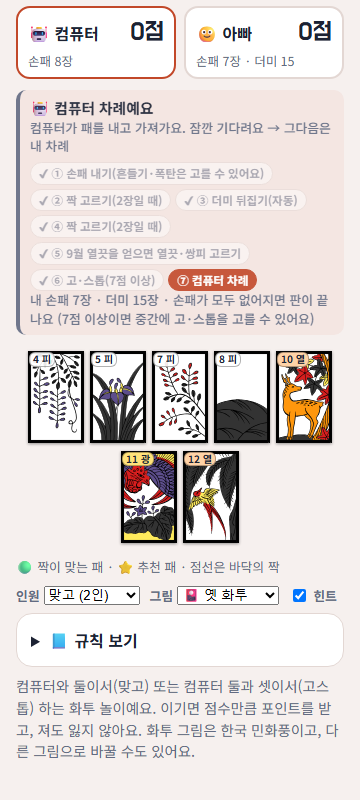 컴퓨터 0점
손패 8장
아빠 0점
손패 7장 · 더미 15
컴퓨터 차례예요
컴퓨터가 패를 내고 가져가요. 잠깐 기다려요 → 그다음은
내 차례
✓ ① 손패 내기(흔들기·폭탄은 고를 수 있어요)
✓ ② 짝 고르기(2장일 때) ✓ ③ 더미 뒤집기(자동)
✓ ④ 짝 고르기(2장일 때)
✓ ⑤ 9월 열끗을 얻으면 열끗·쌍피 고르기
✓ ⑥ 고·스톱(7점 이상) ⑦ 컴퓨터 차례
내 손패 7장 · 더미 15장 · 손패가 모두 없어지면 판이 끝
나요 (7점 이상이면 중간에 고·스톱을 고를 수 있어요)
4 피 5 피 7 피 8 피 10 열
11 광 12 열
짝이 맞는 패 · 추천 패 · 점선은 바닥의 짝
인원 맞고 (2인) 그림 옛 화투 힌트
▶ 규칙 보기
컴퓨터와 둘이서(맞고) 또는 컴퓨터 둘과 셋이서(고스
톱) 하는 화투 놀이예요. 이기면 점수만큼 포인트를 받
고, 져도 잃지 않아요. 화투 그림은 한국 민화풍이고, 다
른 그림으로 바꿀 수도 있어요.